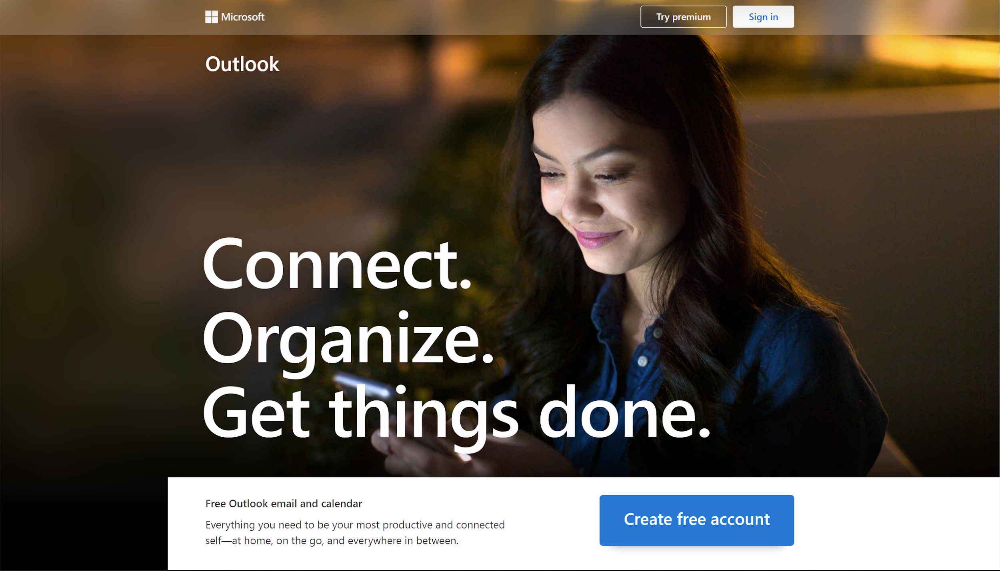 Microsoft
Try premium
Sign in
Outlook
Connect.
Organize.
Get things done.
Free Outlook email and calendar
Everything you need to be your most productive and connected
self—at home, on the go, and everywhere in between.
Create free account